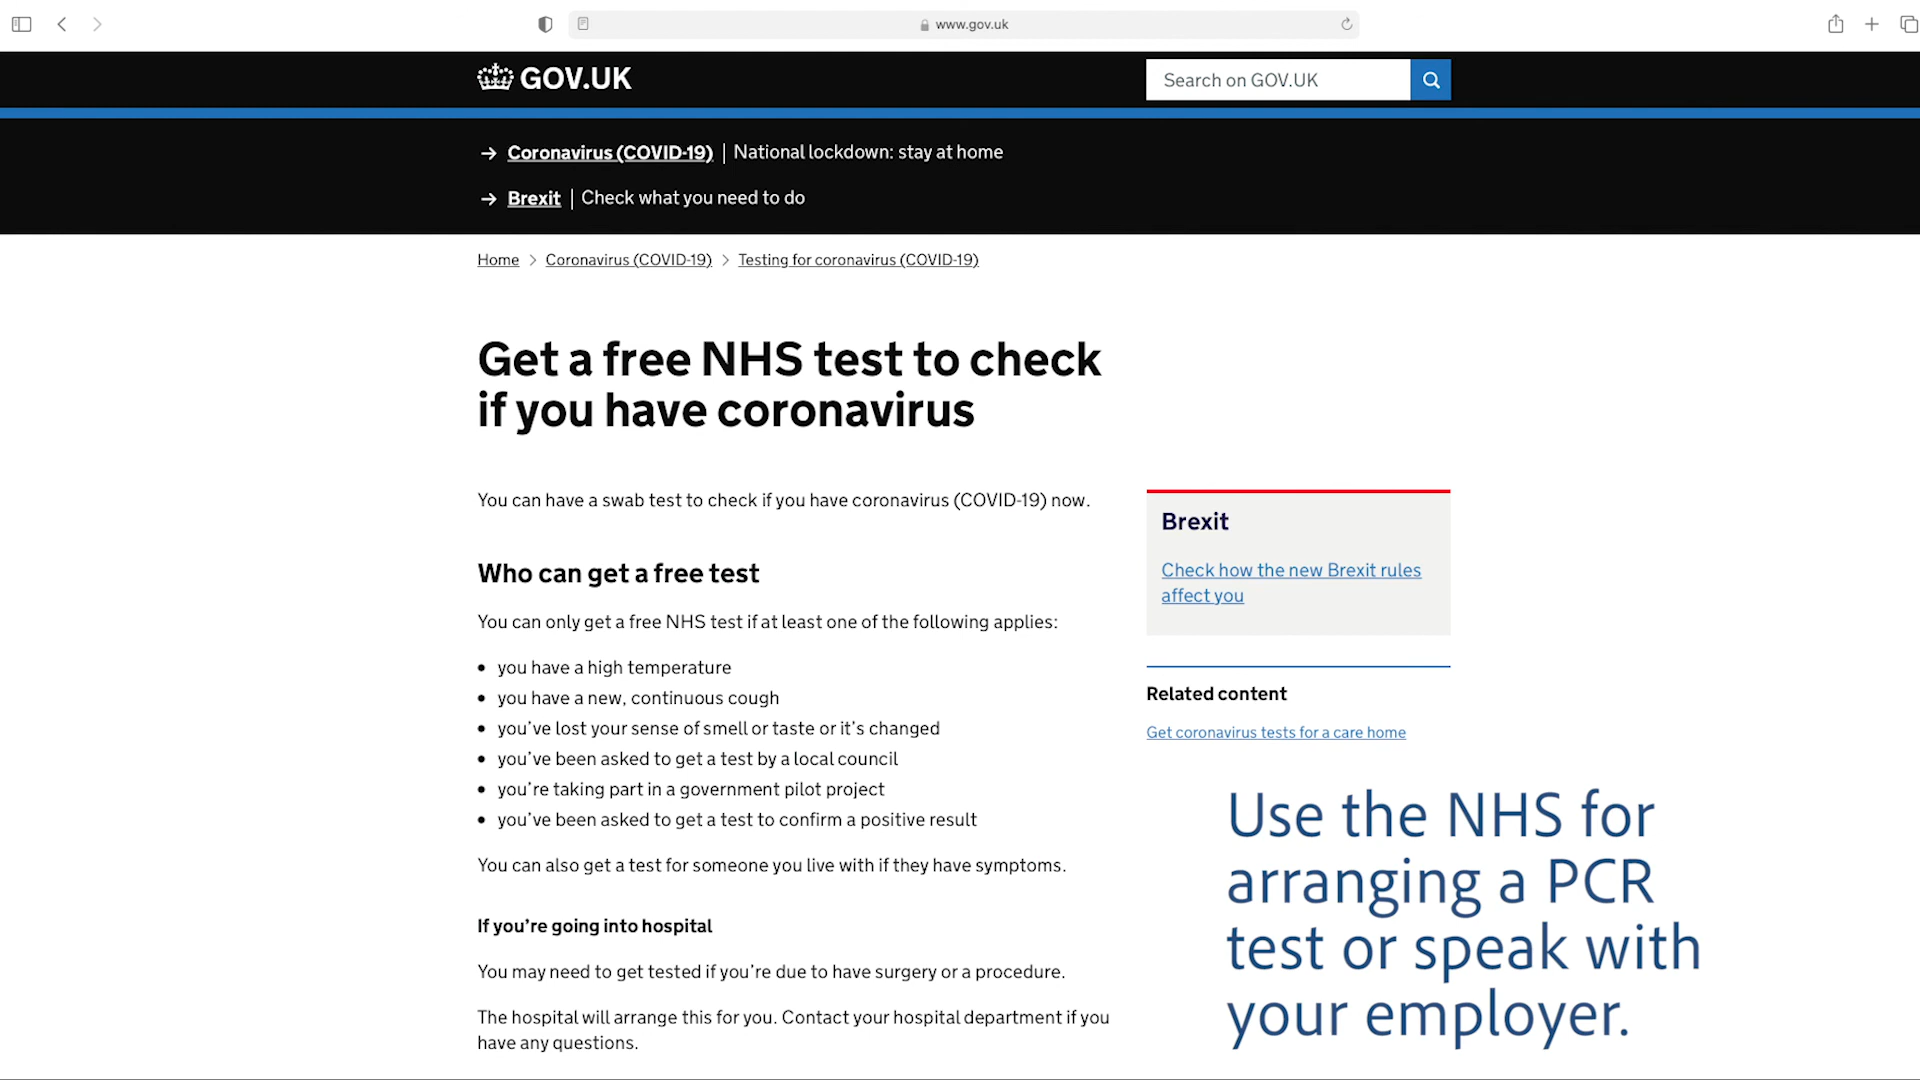 www.gov.uk
GOV.UK
Search on GOV.UK
→ Coronavirus (COVID-19) | National lockdown: stay at home
→ Brexit | Check what you need to do
Home > Coronavirus (COVID-19) > Testing for coronavirus (COVID-19)
Get a free NHS test to check
if you have coronavirus
You can have a swab test to check if you have coronavirus (COVID-19) now.
Who can get a free test
You can only get a free NHS test if at least one of the following applies:
• you have a high temperature
• you have a new, continuous cough
• you’ve lost your sense of smell or taste or it’s changed
• you’ve been asked to get a test by a local council
• you’re taking part in a government pilot project
• you’ve been asked to get a test to confirm a positive result
You can also get a test for someone you live with if they have symptoms.
If you’re going into hospital
You may need to get tested if you’re due to have surgery or a procedure.
The hospital will arrange this for you. Contact your hospital department if you
have any questions.
Brexit
Check how the new Brexit rules
affect you
Related content
Get coronavirus tests for a care home
Use the NHS for
arranging a PCR
test or speak with
your employer.